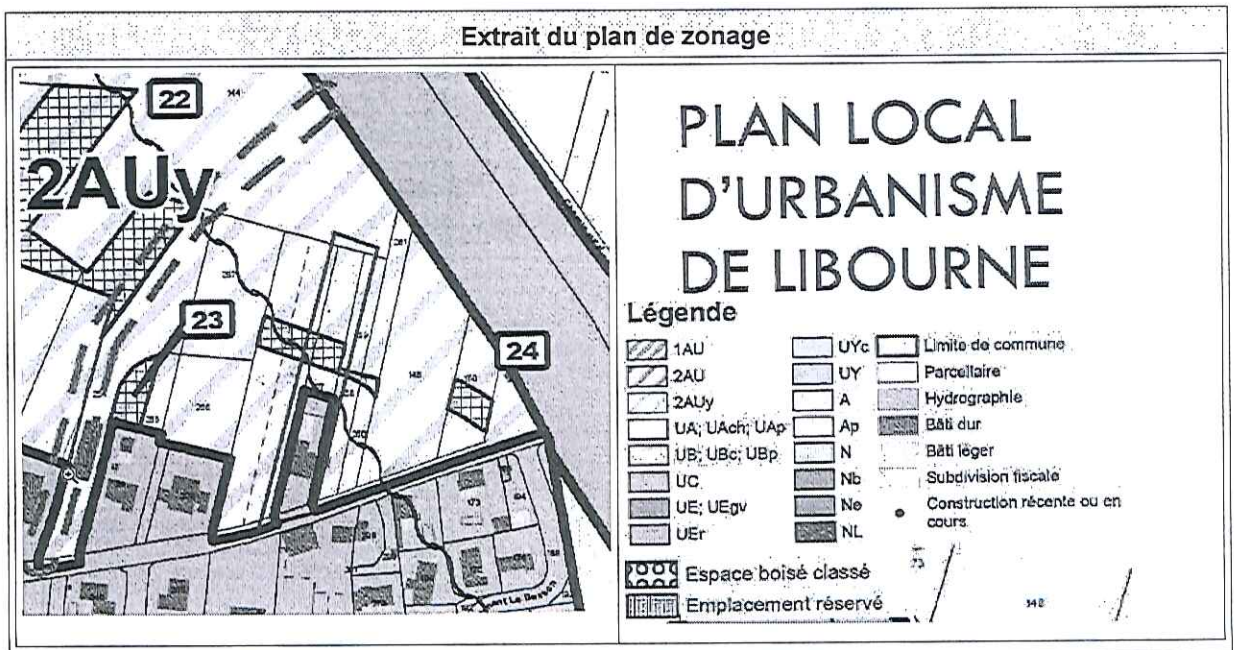 Extrait du plan de zonage
22
2AUy
23
24
PLAN LOCAL
D'URBANISME
DE LIBOURNE
Légende
1AU
2AU
2AUy
UA; UAch; UAp
UB; UBc; UBp
UC
UE; UEgv
UEr
UYc
UY
A
Ap
N
Nb
Ne
NL
Limite de commune
Parcellaire
Hydrographie
Bâti dur
Bâti léger
Subdivision fiscale
Construction récente ou en
cours
Espace boisé classé
Emplacement réservé
73
148